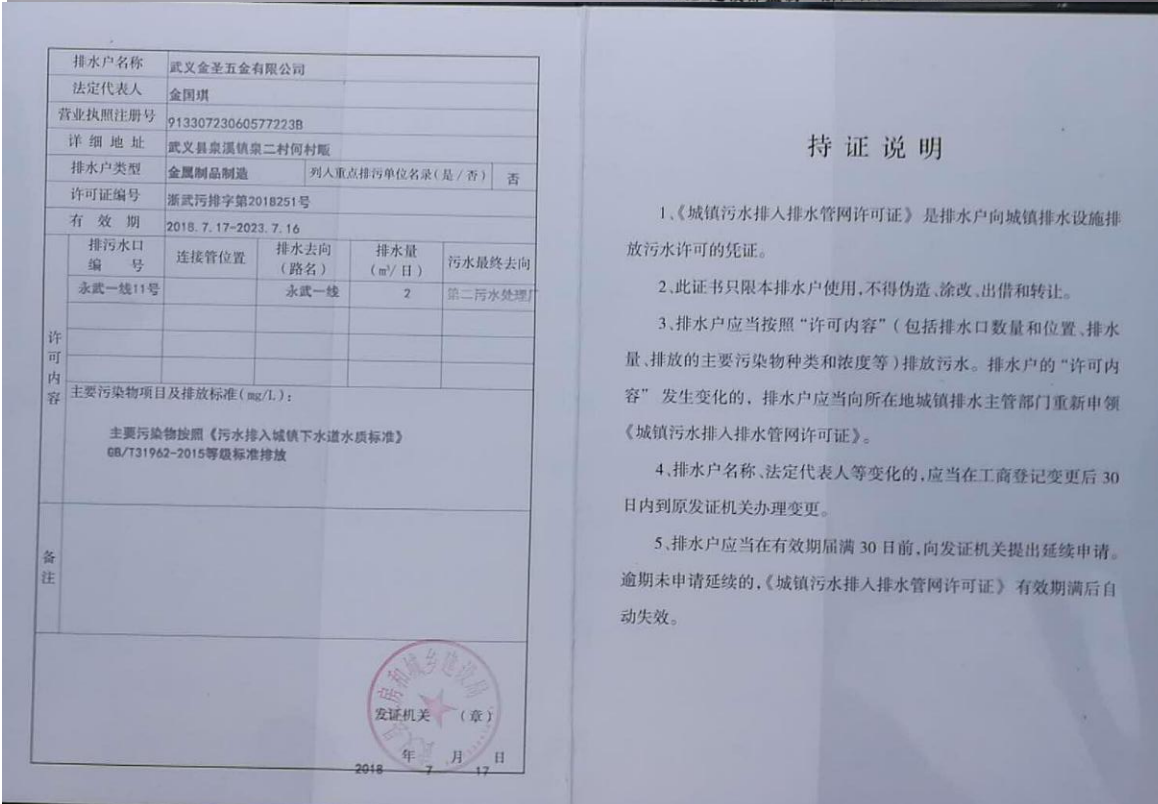 排水户名称 武义金圣五金有限公司
法定代表人 金国琪
营业执照注册号 91330723060577223B
详细地址 武义县泉溪镇泉二村何村畈
排水户类型 金属制品制造 列入重点排污单位名录(是/否) 否
许可证编号 浙武污排字第2018251号
有效期 2018.7.17-2023.7.16
许可内容
排污水口编号 连接管位置 排水去向(路名) 排水量(m³/日) 污水最终去向
永武一线11号 永武一线 2 第二污水处理厂
主要污染物项目及排放标准(mg/L):
主要污染物按照《污水排入城镇下水道水质标准》
GB/T31962-2015等级标准排放
备注
武义县住房和城乡建设局
发证机关 (章)
2018年7月17日
持证说明
1、《城镇污水排入排水管网许可证》是排水户向城镇排水设施排
放污水许可的凭证。
2、此证书只限本排水户使用,不得伪造、涂改、出借和转让。
3、排水户应当按照“许可内容”(包括排水口数量和位置、排水
量、排放的主要污染物种类和浓度等)排放污水。排水户的“许可内
容”发生变化的,排水户应当向所在地城镇排水主管部门重新申领
《城镇污水排入排水管网许可证》。
4、排水户名称、法定代表人等变化的,应当在工商登记变更后30
日内到原发证机关办理变更。
5、排水户应当在有效期届满30日前,向发证机关提出延续申请。
逾期未申请延续的,《城镇污水排入排水管网许可证》有效期满后自
动失效。